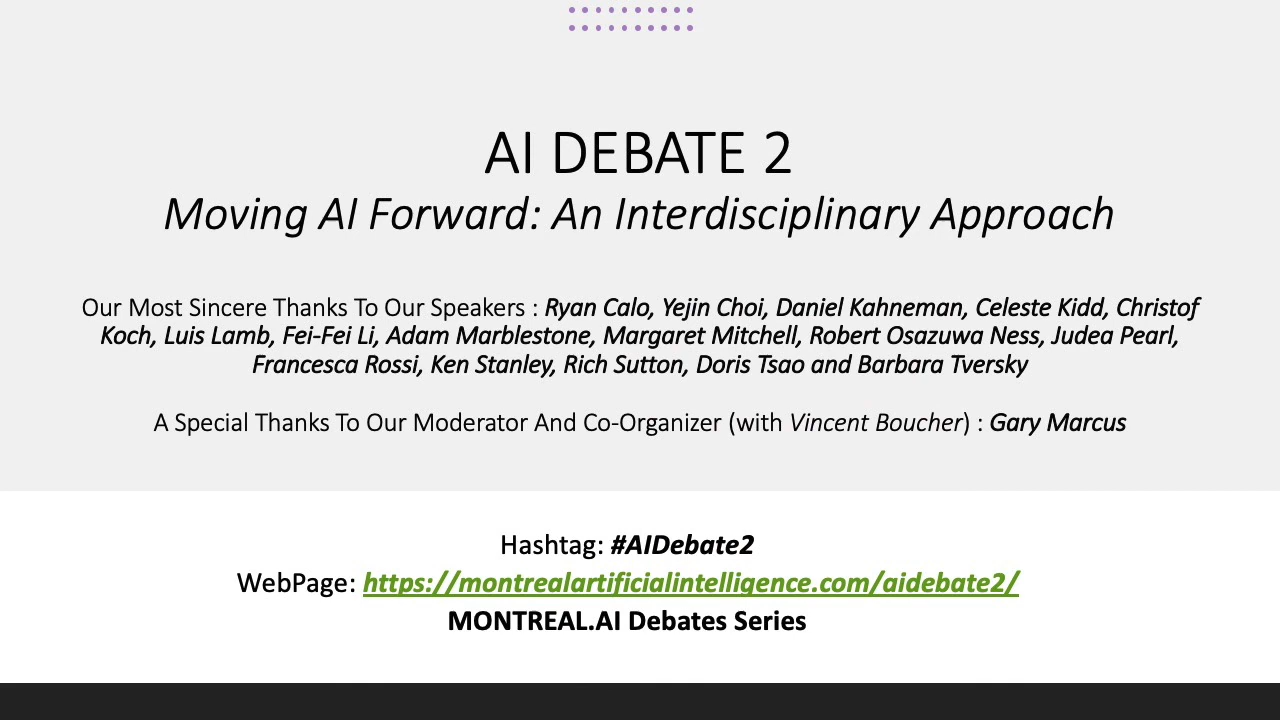 AI DEBATE 2
Moving AI Forward: An Interdisciplinary Approach
Our Most Sincere Thanks To Our Speakers : Ryan Calo, Yejin Choi, Daniel Kahneman, Celeste Kidd, Christof
Koch, Luis Lamb, Fei-Fei Li, Adam Marblestone, Margaret Mitchell, Robert Osazuwa Ness, Judea Pearl,
Francesca Rossi, Ken Stanley, Rich Sutton, Doris Tsao and Barbara Tversky
A Special Thanks To Our Moderator And Co-Organizer (with Vincent Boucher) : Gary Marcus
Hashtag: #AIDebate2
WebPage: https://montrealartificialintelligence.com/aidebate2/
MONTREAL.AI Debates Series